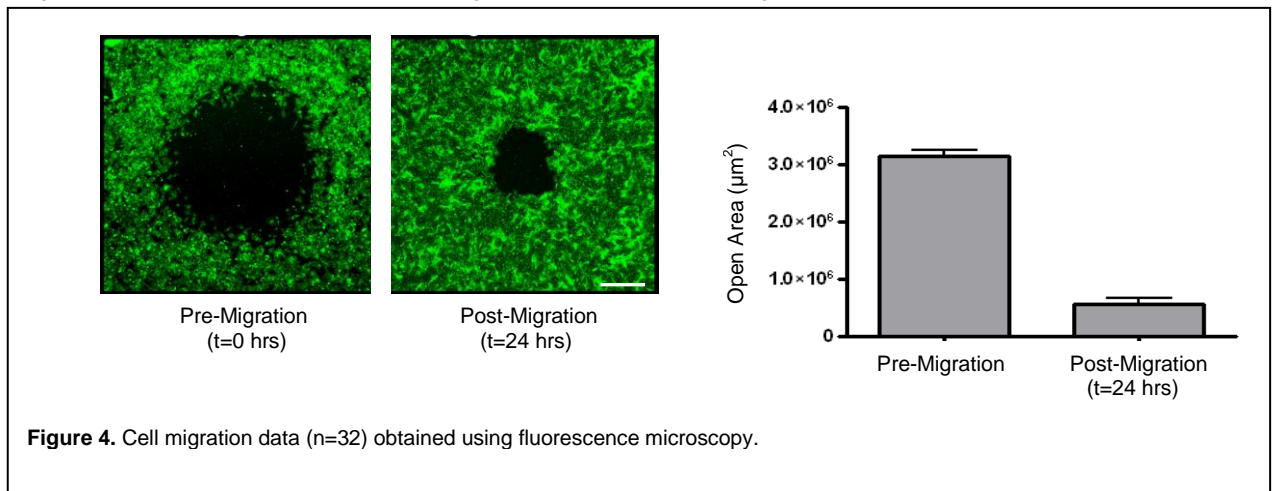 Pre-Migration
(t=0 hrs)
Post-Migration
(t=24 hrs)
Open Area (µm²)
4.0×10⁶
3.0×10⁶
2.0×10⁶
1.0×10⁶
0
Pre-Migration
Post-Migration
(t=24 hrs)
Figure 4. Cell migration data (n=32) obtained using fluorescence microscopy.